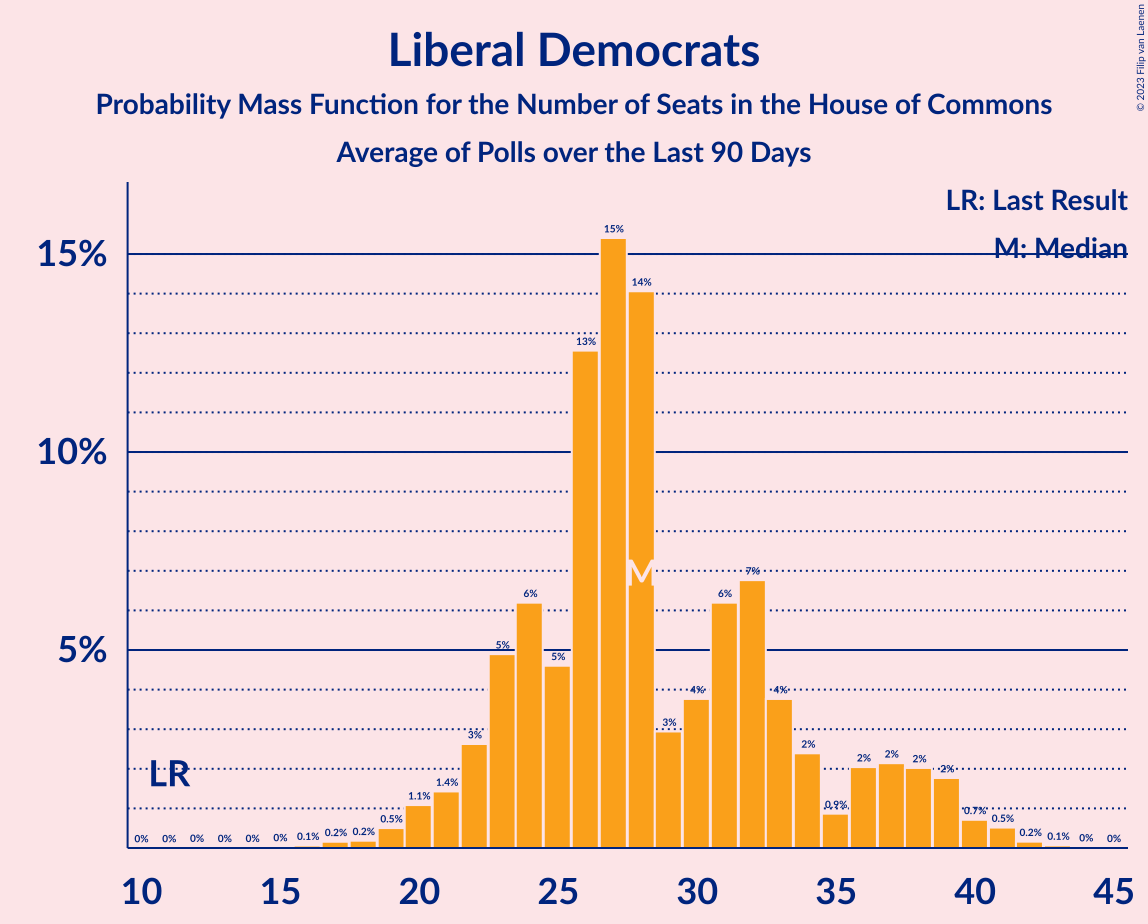 © 2023 Filip van Laenen
Liberal Democrats
Probability Mass Function for the Number of Seats in the House of Commons
Average of Polls over the Last 90 Days
LR: Last Result
M: Median
15%
10%
5%
0% 0% 0% 0% 0% 0% 0.1% 0.2% 0.2% 0.5% 1.1% 1.4% 3% 5% 6% 5% 13% 15% 14% 3% 4% 6% 7% 4% 2% 0.9% 2% 2% 2% 2% 0.7% 0.5% 0.2% 0.1% 0% 0%
LR
M
10 15 20 25 30 35 40 45